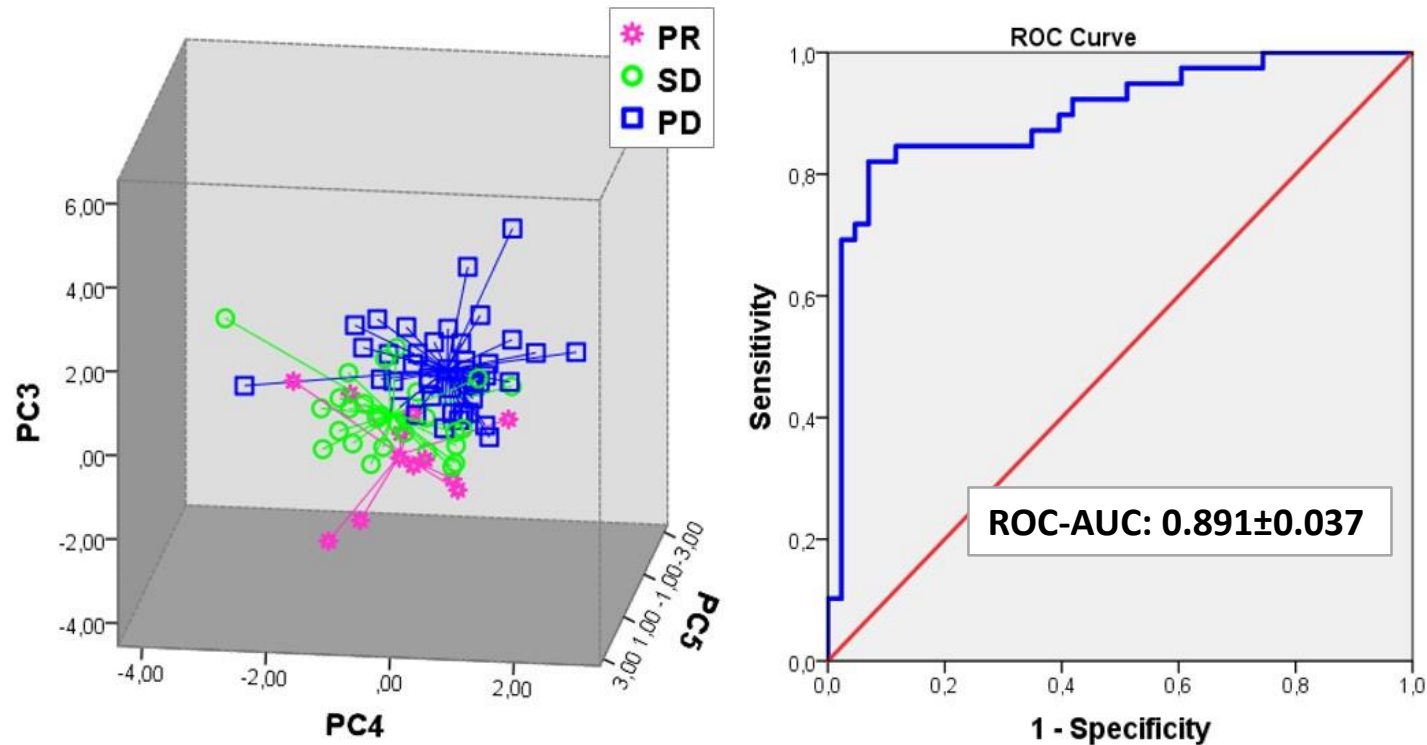 PR
SD
PD
6,00
4,00
2,00
,00
-2,00
-4,00
PC3
-4,00
-2,00
,00
2,00
PC4
-3,00
-1,00
1,00
3,00
PC5
ROC Curve
1,0
0,8
0,6
0,4
0,2
0,0
Sensitivity
ROC-AUC: 0.891±0.037
0,0
0,2
0,4
0,6
0,8
1,0
1 - Specificity